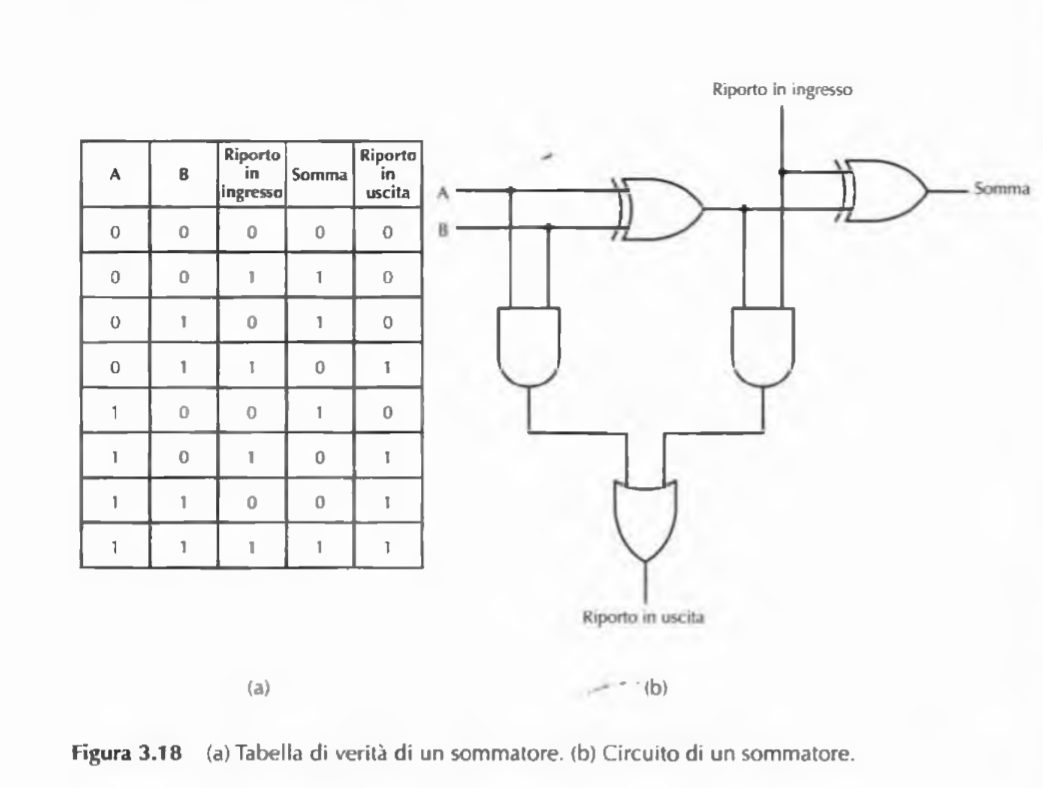 A B Riporto in ingresso Somma Riporto in uscita
0 0 0 0 0
0 0 1 1 0
0 1 0 1 0
0 1 1 0 1
1 0 0 1 0
1 0 1 0 1
1 1 0 0 1
1 1 1 1 1
Riporto in ingresso
A
B
Somma
Riporto in uscita
(a)
(b)
Figura 3.18 (a) Tabella di verità di un sommatore. (b) Circuito di un sommatore.